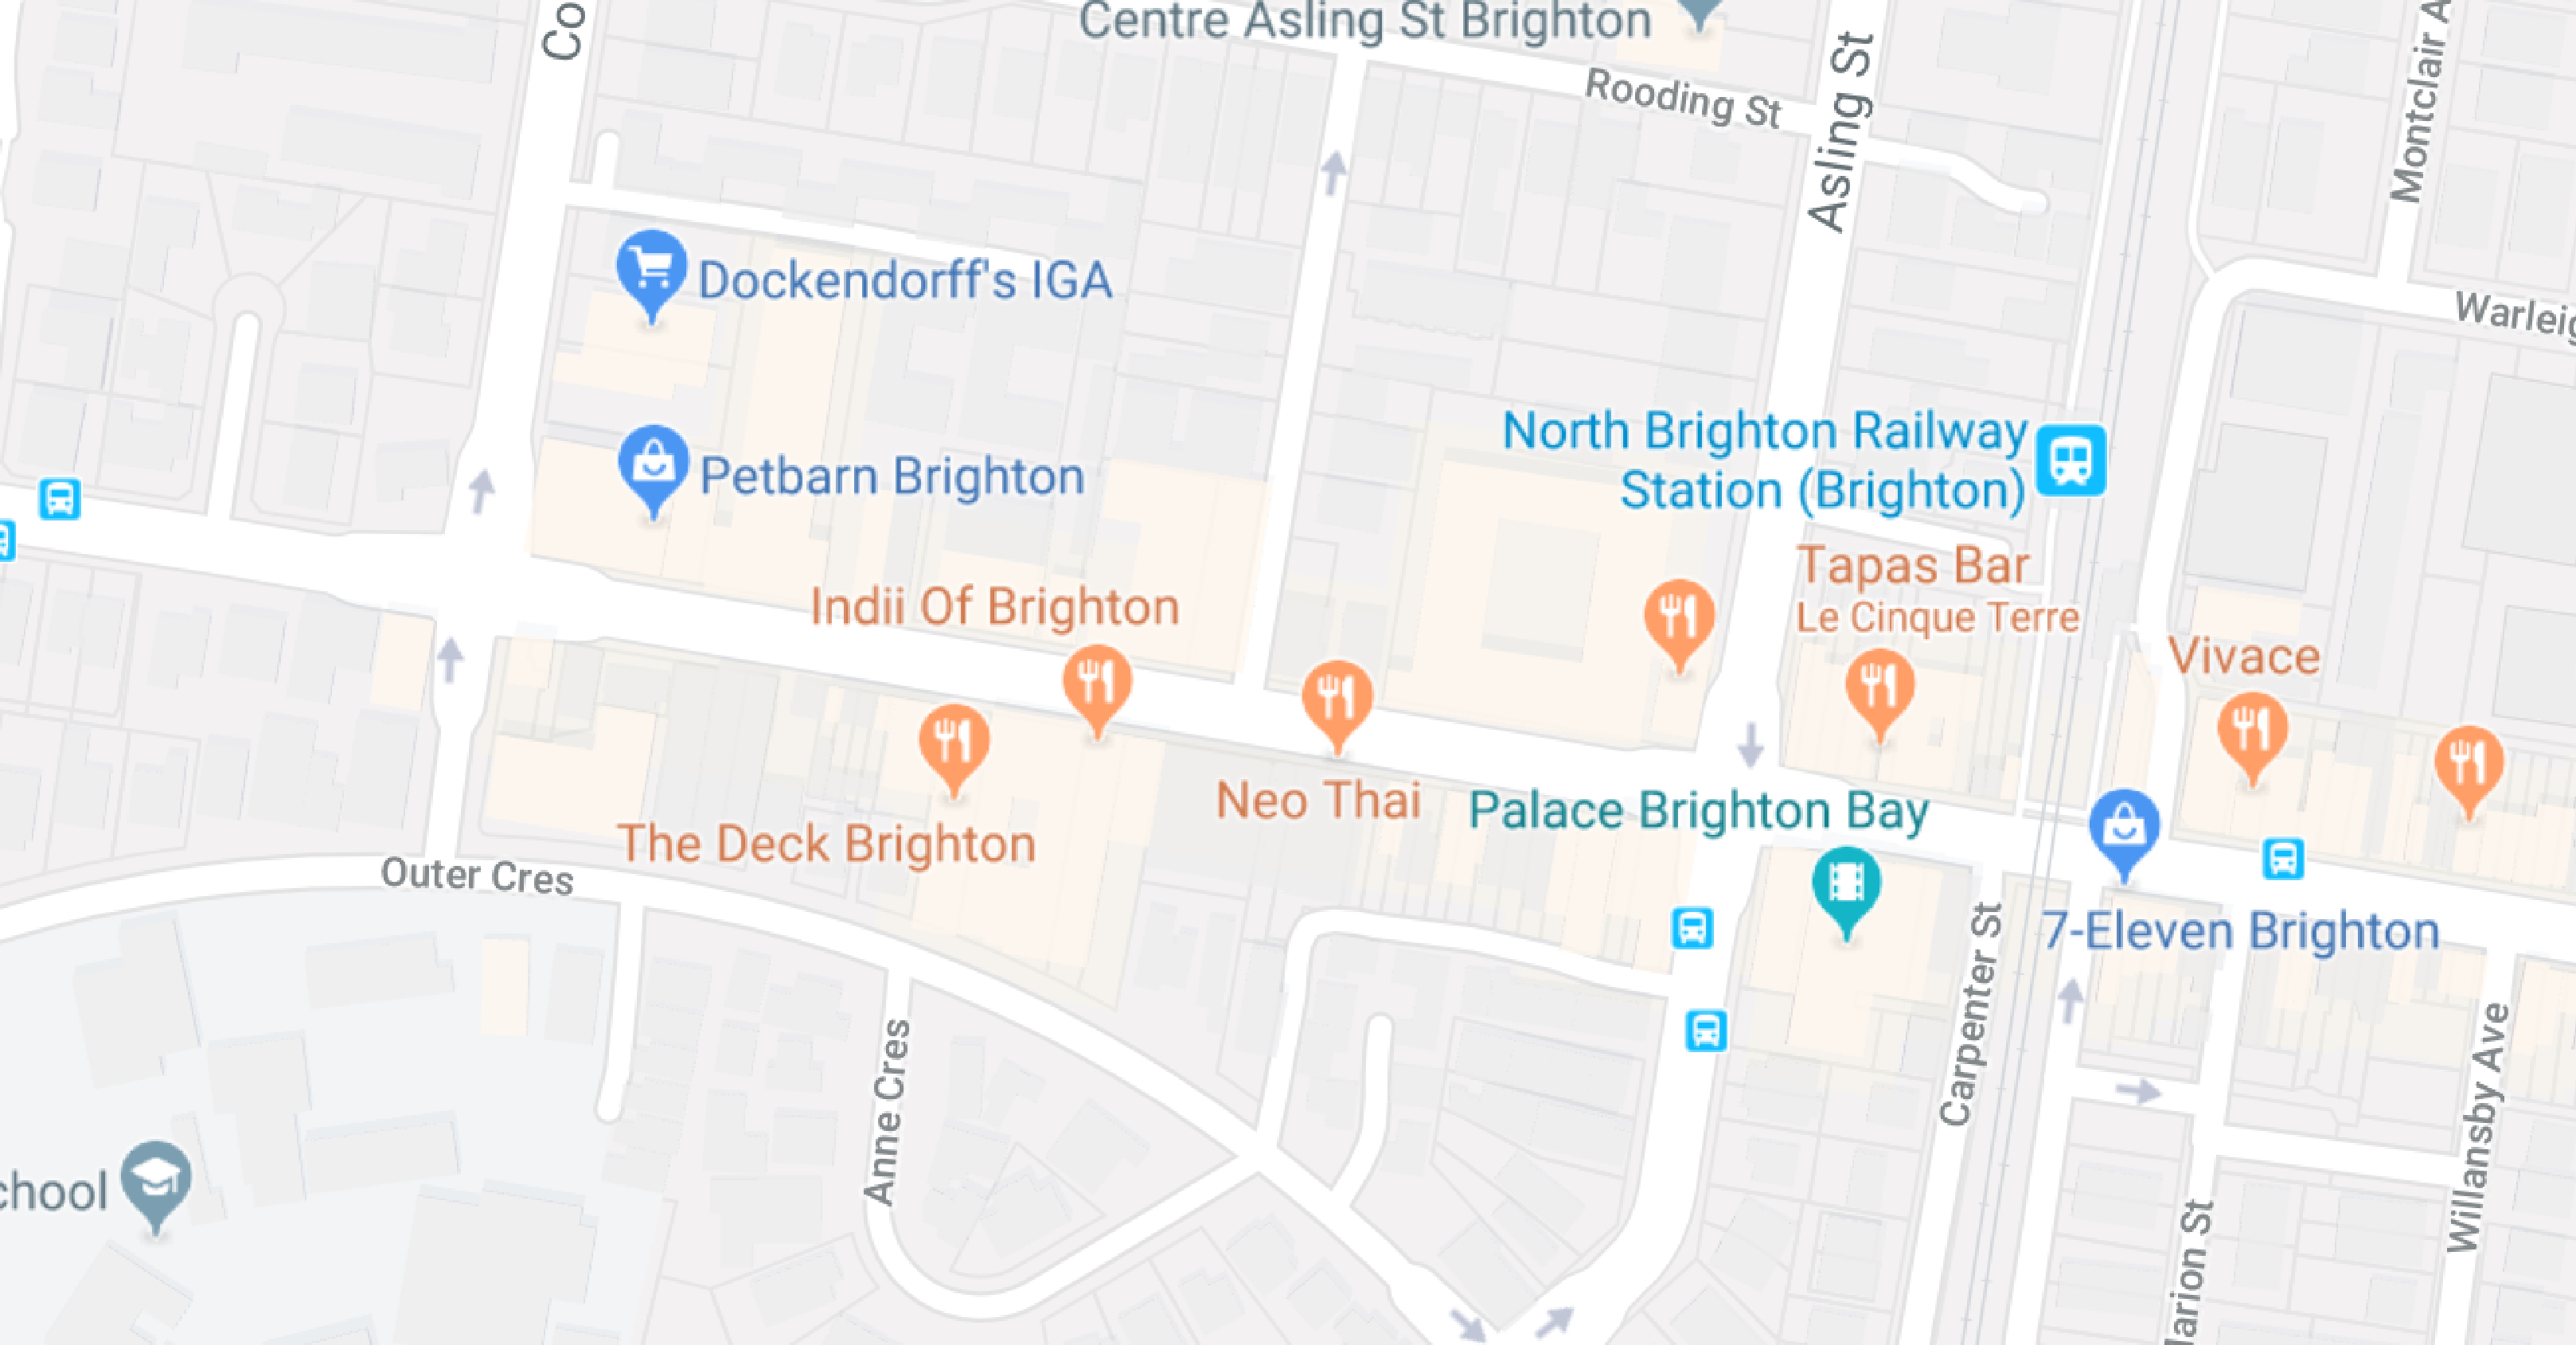 Co
Centre Asling St Brighton
Rooding St
Asling St
Montclair A
Warleig
Dockendorff's IGA
Petbarn Brighton
North Brighton Railway
Station (Brighton)
Tapas Bar
Le Cinque Terre
Indii Of Brighton
Vivace
Neo Thai
Palace Brighton Bay
The Deck Brighton
Outer Cres
7-Eleven Brighton
Carpenter St
Anne Cres
Willansby Ave
chool
arion St